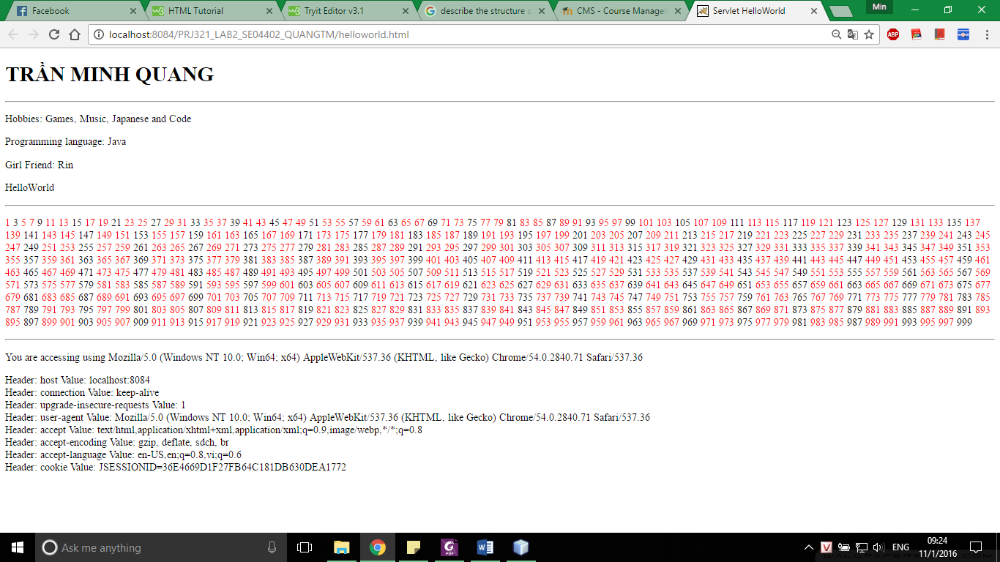 Facebook HTML Tutorial Tryit Editor v3.1 describe the structure CMS - Course Manager Servlet HelloWorld Min
localhost:8084/PRJ321_LAB2_SE04402_QUANGTM/helloworld.html ABP
TRẦN MINH QUANG
Hobbies: Games, Music, Japanese and Code
Programming language: Java
Girl Friend: Rin
HelloWorld
1 3 5 7 9 11 13 15 17 19 21 23 25 27 29 31 33 35 37 39 41 43 45 47 49 51 53 55 57 59 61 63 65 67 69 71 73 75 77 79 81 83 85 87 89 91 93 95 97 99 101 103 105 107 109 111 113 115 117 119 121 123 125 127 129 131 133 135 137
139 141 143 145 147 149 151 153 155 157 159 161 163 165 167 169 171 173 175 177 179 181 183 185 187 189 191 193 195 197 199 201 203 205 207 209 211 213 215 217 219 221 223 225 227 229 231 233 235 237 239 241 243 245
247 249 251 253 255 257 259 261 263 265 267 269 271 273 275 277 279 281 283 285 287 289 291 293 295 297 299 301 303 305 307 309 311 313 315 317 319 321 323 325 327 329 331 333 335 337 339 341 343 345 347 349 351 353
355 357 359 361 363 365 367 369 371 373 375 377 379 381 383 385 387 389 391 393 395 397 399 401 403 405 407 409 411 413 415 417 419 421 423 425 427 429 431 433 435 437 439 441 443 445 447 449 451 453 455 457 459 461
463 465 467 469 471 473 475 477 479 481 483 485 487 489 491 493 495 497 499 501 503 505 507 509 511 513 515 517 519 521 523 525 527 529 531 533 535 537 539 541 543 545 547 549 551 553 555 557 559 561 563 565 567 569
571 573 575 577 579 581 583 585 587 589 591 593 595 597 599 601 603 605 607 609 611 613 615 617 619 621 623 625 627 629 631 633 635 637 639 641 643 645 647 649 651 653 655 657 659 661 663 665 667 669 671 673 675 677
679 681 683 685 687 689 691 693 695 697 699 701 703 705 707 709 711 713 715 717 719 721 723 725 727 729 731 733 735 737 739 741 743 745 747 749 751 753 755 757 759 761 763 765 767 769 771 773 775 777 779 781 783 785
787 789 791 793 795 797 799 801 803 805 807 809 811 813 815 817 819 821 823 825 827 829 831 833 835 837 839 841 843 845 847 849 851 853 855 857 859 861 863 865 867 869 871 873 875 877 879 881 883 885 887 889 891 893
895 897 899 901 903 905 907 909 911 913 915 917 919 921 923 925 927 929 931 933 935 937 939 941 943 945 947 949 951 953 955 957 959 961 963 965 967 969 971 973 975 977 979 981 983 985 987 989 991 993 995 997 999
You are accessing using Mozilla/5.0 (Windows NT 10.0; Win64; x64) AppleWebKit/537.36 (KHTML, like Gecko) Chrome/54.0.2840.71 Safari/537.36
Header: host Value: localhost:8084
Header: connection Value: keep-alive
Header: upgrade-insecure-requests Value: 1
Header: user-agent Value: Mozilla/5.0 (Windows NT 10.0; Win64; x64) AppleWebKit/537.36 (KHTML, like Gecko) Chrome/54.0.2840.71 Safari/537.36
Header: accept Value: text/html,application/xhtml+xml,application/xml;q=0.9,image/webp,*/*;q=0.8
Header: accept-encoding Value: gzip, deflate, sdch, br
Header: accept-language Value: en-US,en;q=0.8,vi;q=0.6
Header: cookie Value: JSESSIONID=36E4669D1F27FB64C181DB630DEA1772
Ask me anything PDF V ENG 09:24
11/1/2016